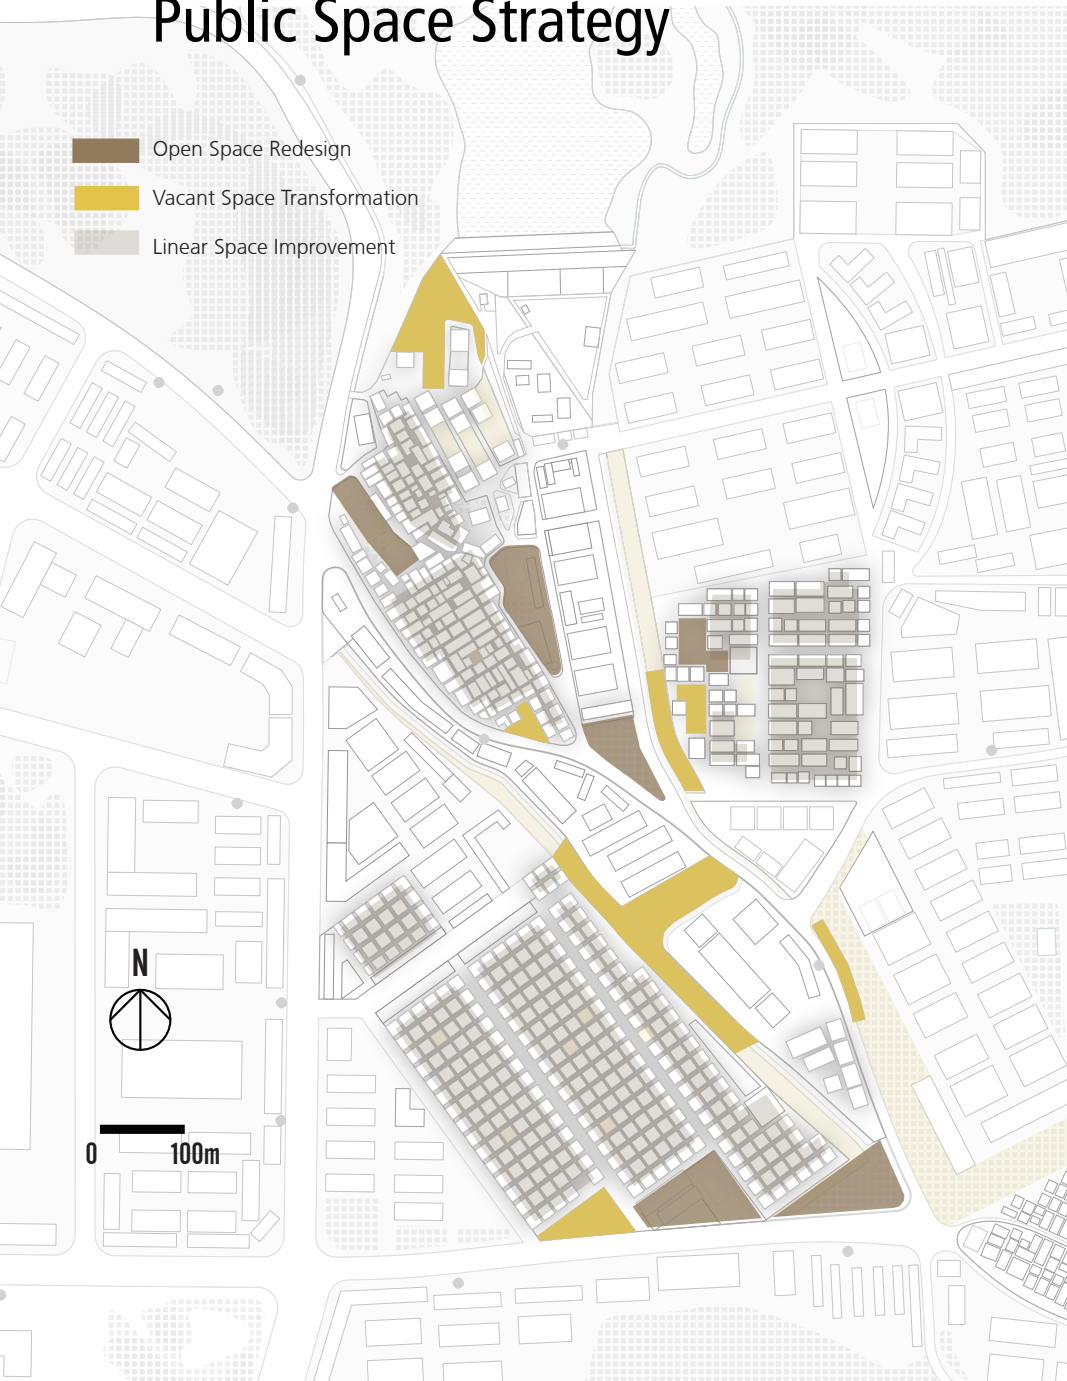 Public Space Strategy
Open Space Redesign
Vacant Space Transformation
Linear Space Improvement
N
0 100m